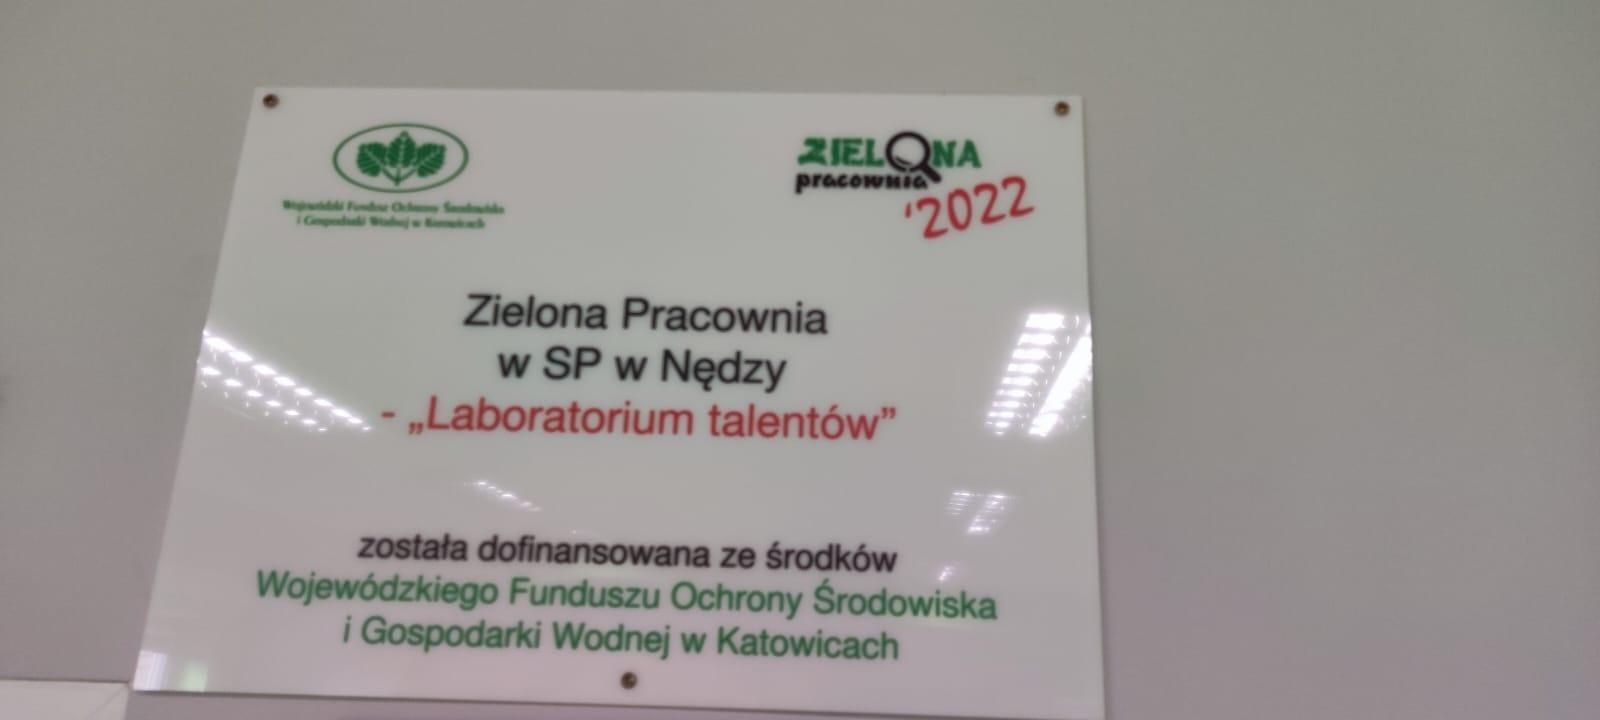 Wojewódzki Fundusz Ochrony Środowiska
i Gospodarki Wodnej w Katowicach
ZIELONA
pracownia
'2022
Zielona Pracownia
w SP w Nędzy
- „Laboratorium talentów”
została dofinansowana ze środków
Wojewódzkiego Funduszu Ochrony Środowiska
i Gospodarki Wodnej w Katowicach